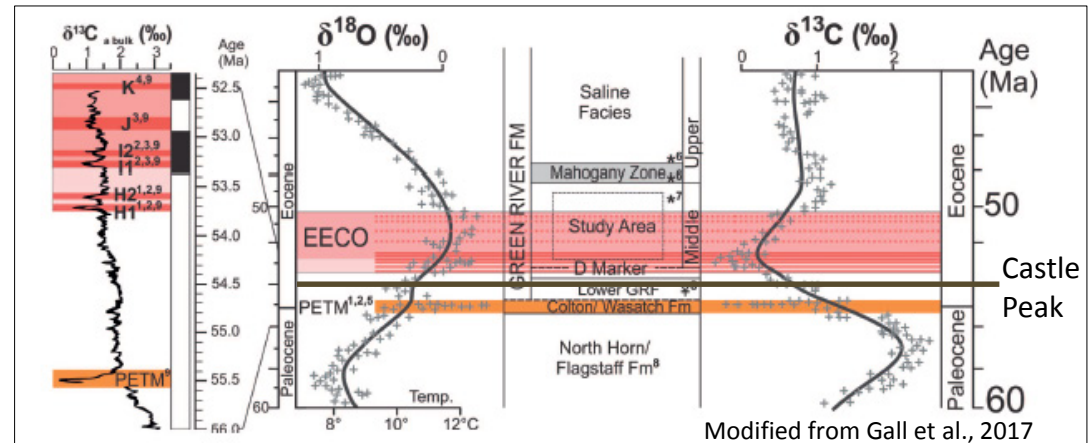 δ13C a bulk (‰)
0 1 2 3
Age
(Ma)
K4,9
J3,9
I2 2,3,9
I1 2,3,9
H2 1,2,9
H1 1,2,9
PETM9
52.5
53.0
53.5
54.0
54.5
55.0
55.5
56.0
δ18O (‰)
1 0
Eocene
50
EECO
PETM1,2,5
Paleocene
60
Temp.
8° 10° 12°C
GREEN RIVER FM
Saline
Facies
Upper
*6
Mahogany Zone *6
*7
Study Area
Middle
D Marker
Lower GRF
Colton/ Wasatch Fm
North Horn/
Flagstaff Fm8
δ13C (‰)
0 1 2
Age
(Ma)
Eocene
50
Castle
Peak
Paleocene
60
Modified from Gall et al., 2017